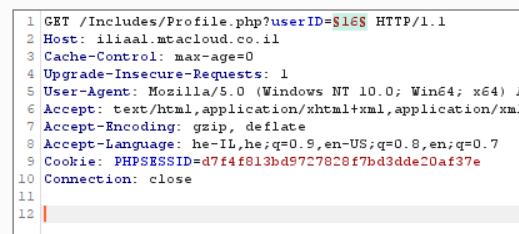 1 GET /Includes/Profile.php?userID=§16§ HTTP/1.1
2 Host: iliaal.mtacloud.co.il
3 Cache-Control: max-age=0
4 Upgrade-Insecure-Requests: 1
5 User-Agent: Mozilla/5.0 (Windows NT 10.0; Win64; x64)
6 Accept: text/html,application/xhtml+xml,application/xml
7 Accept-Encoding: gzip, deflate
8 Accept-Language: he-IL,he;q=0.9,en-US;q=0.8,en;q=0.7
9 Cookie: PHPSESSID=d7f4f813bd9727828f7bd3dde20af37e
10 Connection: close
11
12